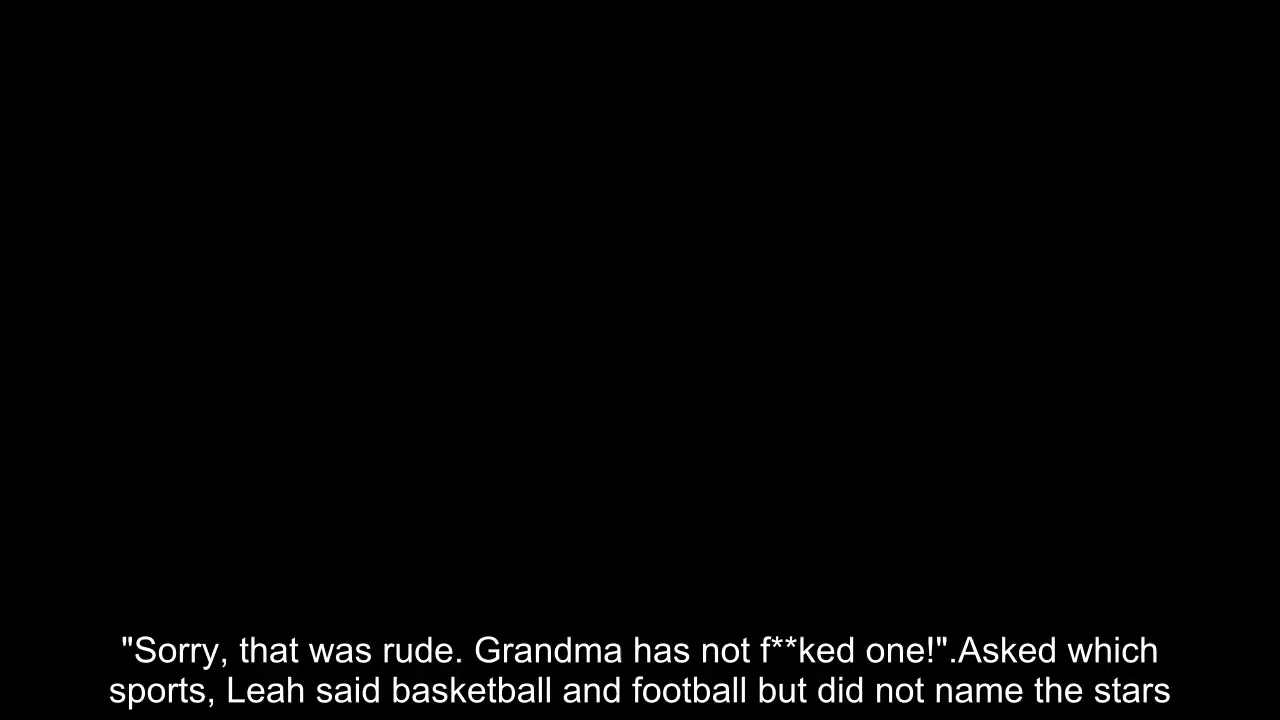 "Sorry, that was rude. Grandma has not f**ked one!".Asked which
sports, Leah said basketball and football but did not name the stars